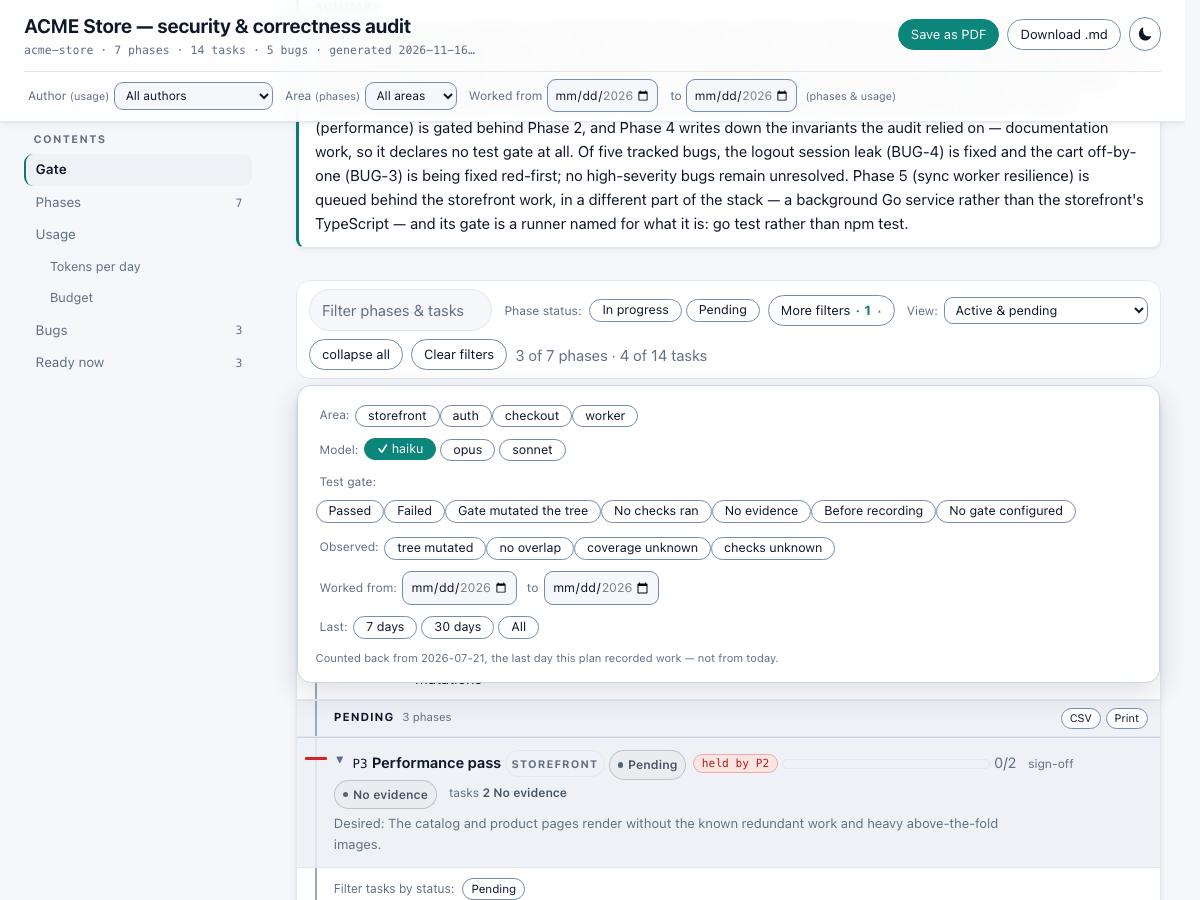 ACME Store — security & correctness audit
acme-store · 7 phases · 14 tasks · 5 bugs · generated 2026-11-16…
Save as PDF
Download .md
Author (usage) All authors Area (phases) All areas Worked from mm/dd/2026 to mm/dd/2026 (phases & usage)
CONTENTS
Gate
Phases 7
Usage
Tokens per day
Budget
Bugs 3
Ready now 3
(performance) is gated behind Phase 2, and Phase 4 writes down the invariants the audit relied on — documentation
work, so it declares no test gate at all. Of five tracked bugs, the logout session leak (BUG-4) is fixed and the cart off-by-
one (BUG-3) is being fixed red-first; no high-severity bugs remain unresolved. Phase 5 (sync worker resilience) is
queued behind the storefront work, in a different part of the stack — a background Go service rather than the storefront's
TypeScript — and its gate is a runner named for what it is: go test rather than npm test.
Filter phases & tasks Phase status: In progress Pending More filters · 1 · View: Active & pending
collapse all Clear filters 3 of 7 phases · 4 of 14 tasks
Area: storefront auth checkout worker
Model: ✓ haiku opus sonnet
Test gate:
Passed Failed Gate mutated the tree No checks ran No evidence Before recording No gate configured
Observed: tree mutated no overlap coverage unknown checks unknown
Worked from: mm/dd/2026 to mm/dd/2026
Last: 7 days 30 days All
Counted back from 2026-07-21, the last day this plan recorded work — not from today.
PENDING 3 phases CSV Print
▼ P3 Performance pass STOREFRONT • Pending held by P2 0/2 sign-off
• No evidence tasks 2 No evidence
Desired: The catalog and product pages render without the known redundant work and heavy above-the-fold
images.
Filter tasks by status: Pending